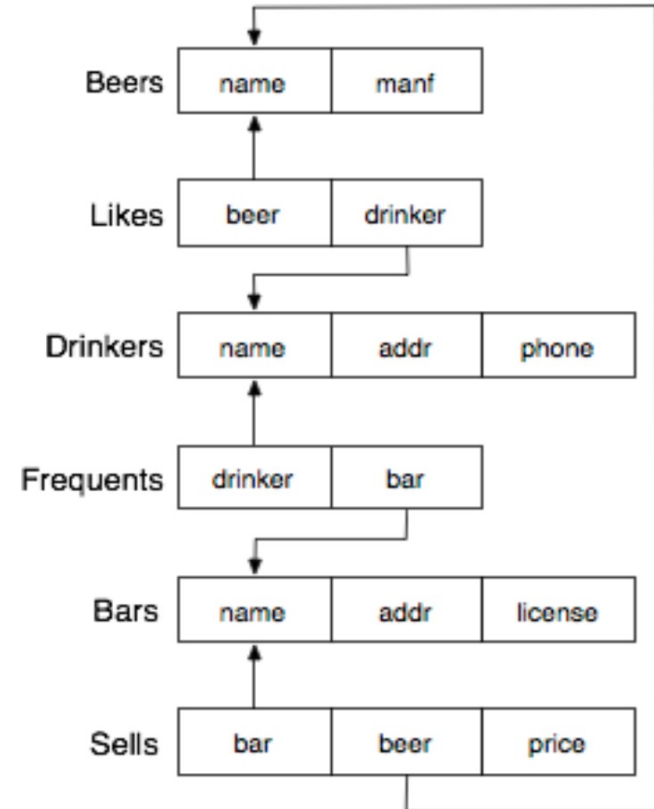 Beers name manf
Likes beer drinker
Drinkers name addr phone
Frequents drinker bar
Bars name addr license
Sells bar beer price